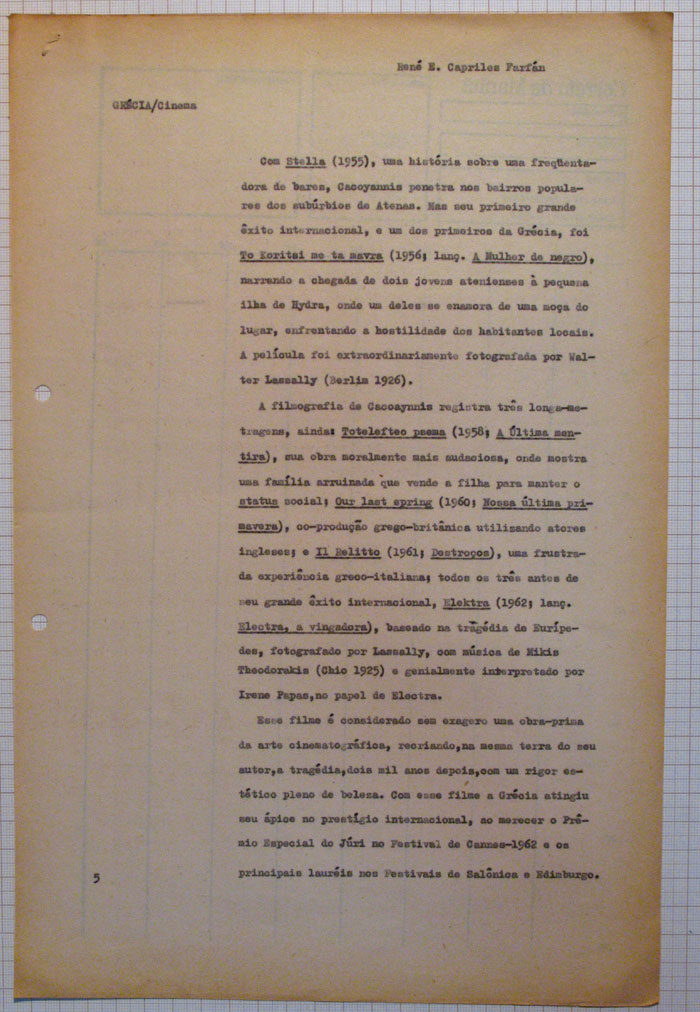 René E. Capriles Farfán
GRÉCIA/Cinema
Com Stella (1955), uma história sobre uma freqüenta-
dora de bares, Cacoyannis penetra nos bairros popula-
res dos subúrbios de Atenas. Mas seu primeiro grande
êxito internacional, e um dos primeiros da Grécia, foi
To Koritsi me ta mavra (1956; lanç. A Mulher de negro),
narrando a chegada de dois jovens atenienses à pequena
ilha de Hydra, onde um deles se enamora de uma moça do
lugar, enfrentando a hostilidade dos habitantes locais.
A película foi extraordinariamente fotografada por Wal-
ter Lassally (Berlim 1926).
A filmografia de Cacoaynnis registra três longa-me-
tragens, ainda: Totelefteo psema (1958; A Última men-
tira), sua obra moralmente mais audaciosa, onde mostra
uma família arruinada que vende a filha para manter o
status social; Our last spring (1960; Nossa última pri-
mavera), co-produção grego-britânica utilizando atores
ingleses; e Il Relitto (1961; Destroços), uma frustra-
da experiência greco-italiana; todos os três antes de
seu grande êxito internacional, Elektra (1962; lanç.
Electra, a vingadora), baseado na tragédia de Eurípe-
des, fotografado por Lassally, com música de Mikis
Theodorakis (Chio 1925) e genialmente interpretado por
Irene Papas,no papel de Electra.
Esse filme é considerado sem exagero uma obra-prima
da arte cinematográfica, recriando,na mesma terra do seu
autor,a tragédia,dois mil anos depois,com um rigor es-
tético pleno de beleza. Com esse filme a Grécia atingiu
seu ápice no prestígio internacional, ao merecer o Prê-
mio Especial do Júri no Festival de Cannes-1962 e os
principais lauréis nos Festivais de Salônica e Edimburgo.
5